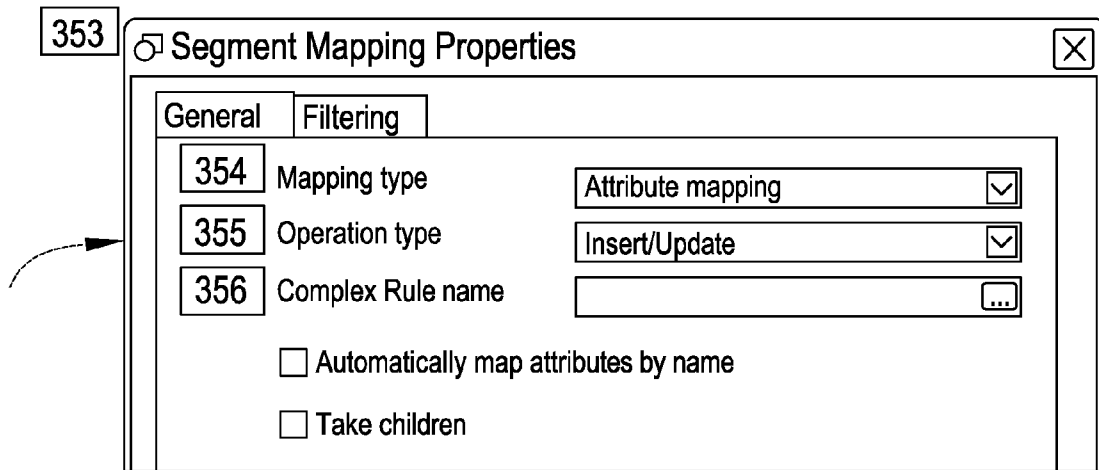 353
Segment Mapping Properties
General Filtering
354 Mapping type Attribute mapping
355 Operation type Insert/Update
356 Complex Rule name ...
Automatically map attributes by name
Take children